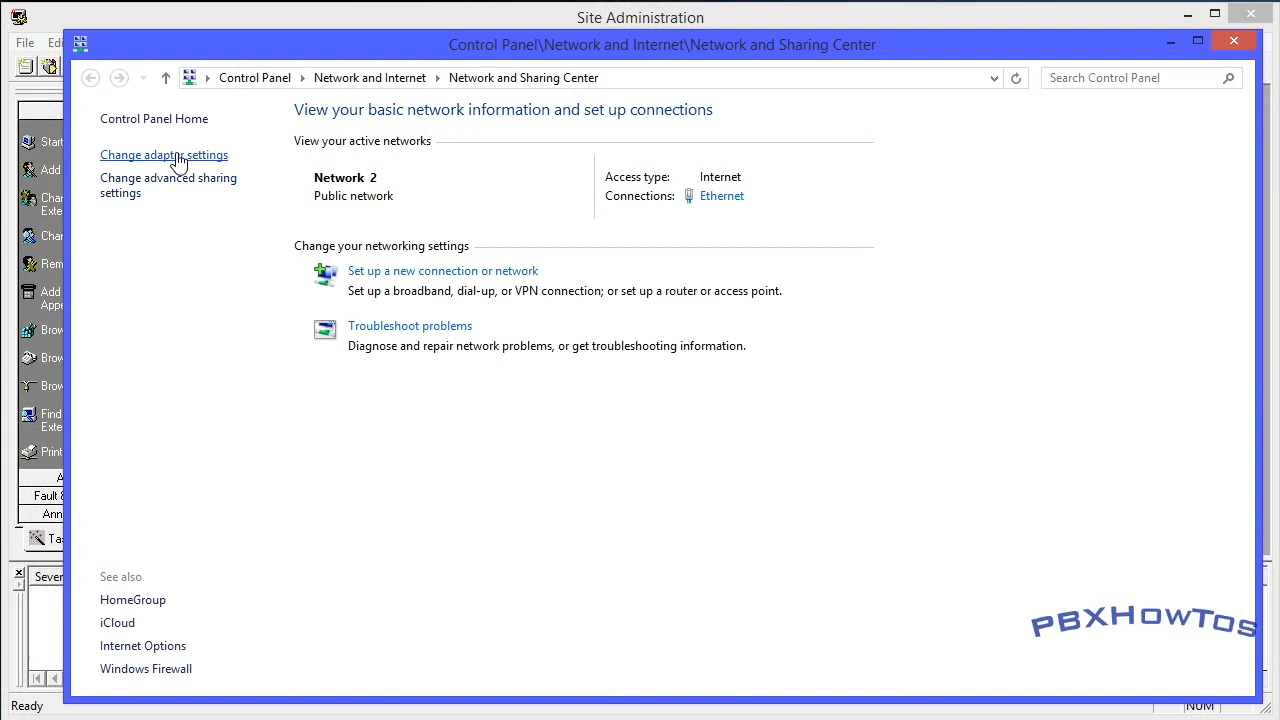 Site Administration
File
Control Panel\Network and Internet\Network and Sharing Center
Control Panel
Network and Internet
Network and Sharing Center
Search Control Panel
Control Panel Home
Change adapter settings
Change advanced sharing
settings
View your basic network information and set up connections
View your active networks
Network 2
Public network
Access type: Internet
Connections: Ethernet
Change your networking settings
Set up a new connection or network
Set up a broadband, dial-up, or VPN connection; or set up a router or access point.
Troubleshoot problems
Diagnose and repair network problems, or get troubleshooting information.
Add
Add
Find
Print
Fault &
See also
HomeGroup
iCloud
Internet Options
Windows Firewall
PBXHowTos
Ready
NUM